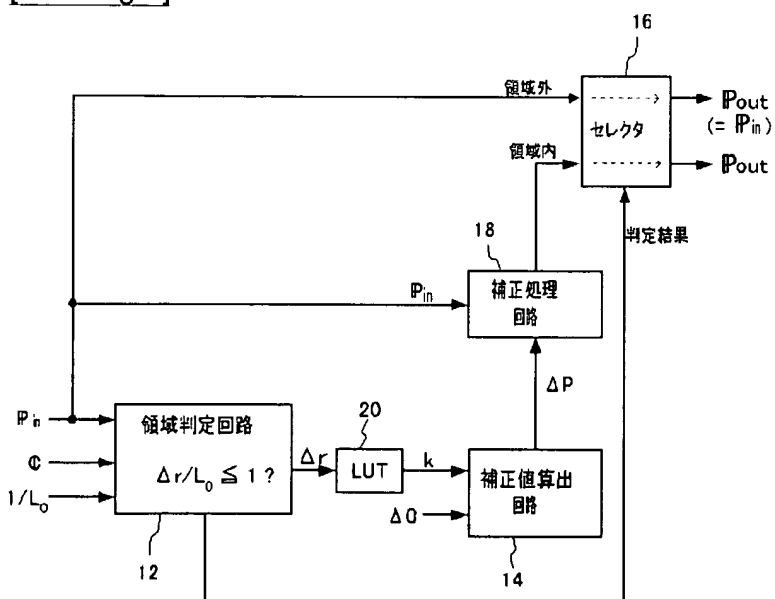 16
領域外
セレクタ
ℙout
(= ℙin)
領域内
ℙout
判定結果
18
ℙin
補正処理
回路
ΔP
ℙin
ℂ
1/L₀
領域判定回路
Δr/L₀ ≦ 1 ?
12
Δr
20
LUT
k
ΔQ
補正値算出
回路
14